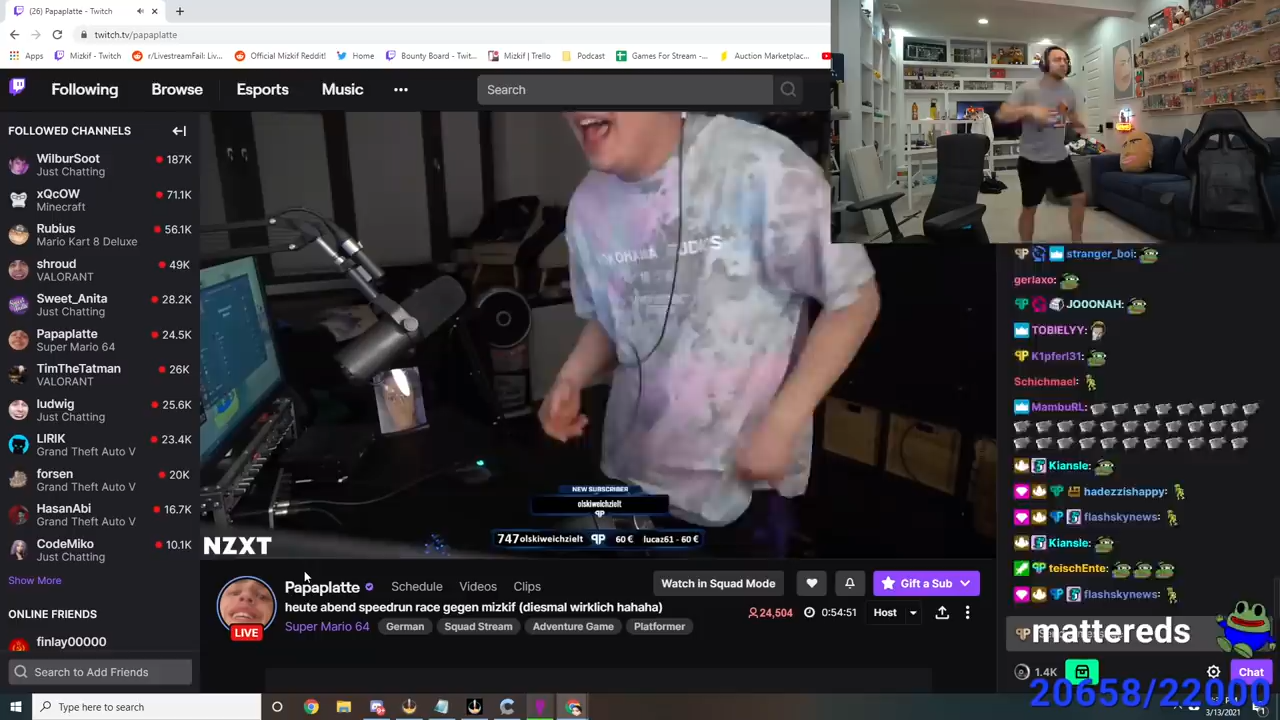 (26) Papaplatte - Twitch
twitch.tv/papaplatte
Apps
Mizkif - Twitch
r/LivestreamFail: Liv...
Official Mizkif Reddit!
Home
Bounty Board - Twit...
Mizkif | Trello
Podcast
Games For Stream -...
Auction Marketplac...
Following
Browse
Esports
Music
Search
FOLLOWED CHANNELS
WilburSoot
187K
Just Chatting
xQcOW
71.1K
Minecraft
Rubius
56.1K
Mario Kart 8 Deluxe
shroud
49K
VALORANT
Sweet_Anita
28.2K
Just Chatting
Papaplatte
24.5K
Super Mario 64
TimTheTatman
26K
VALORANT
ludwig
25.6K
Just Chatting
LIRIK
23.4K
Grand Theft Auto V
forsen
20K
Grand Theft Auto V
HasanAbi
16.7K
Grand Theft Auto V
CodeMiko
10.1K
Just Chatting
Show More
ONLINE FRIENDS
finlay00000
Search to Add Friends
NEW SUBSCRIBER
olskiweichzielt
747olskiweichzielt
60 €
lucaz61 - 60 €
NZXT
Papaplatte
Schedule
Videos
Clips
Watch in Squad Mode
Gift a Sub
heute abend speedrun race gegen mizkif (diesmal wirklich hahaha)
24,504
0:54:51
Host
LIVE
Super Mario 64
German
Squad Stream
Adventure Game
Platformer
stranger_boi:
gerlaxo:
JO0ONAH:
TOBIELYY:
K1pferl31:
Schichmael:
MambuRL:
Kiansle:
hadezzishappy:
flashskynews:
Kiansle:
teischEnte:
flashskynews:
mattereds
1.4K
Chat
20658/22000
Type here to search
3/13/2021